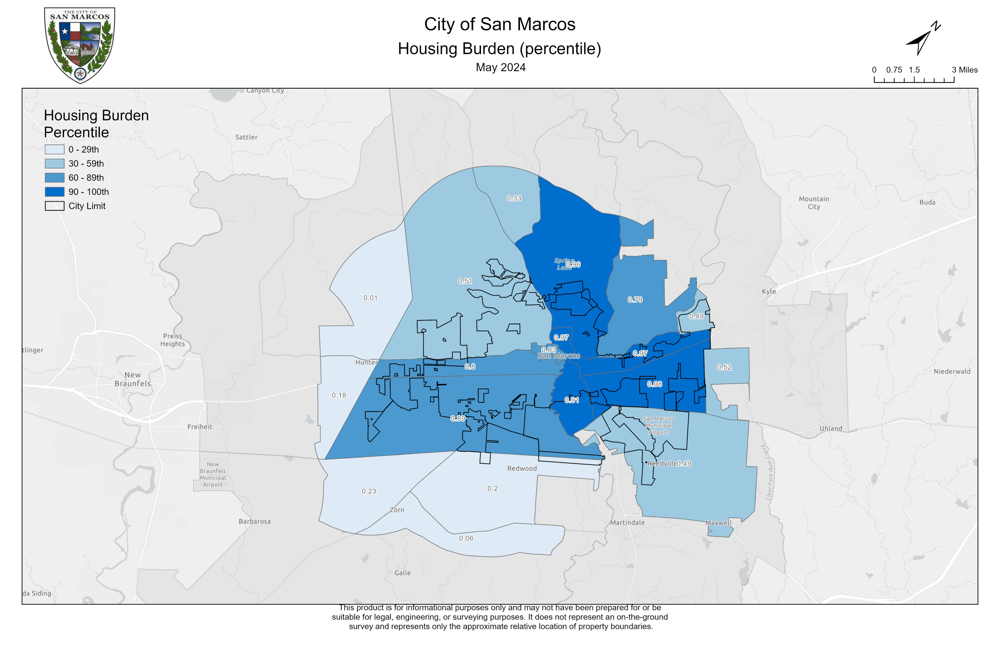 THE CITY OF
SAN MARCOS
City of San Marcos
Housing Burden (percentile)
May 2024
N
0 0.75 1.5 3 Miles
Housing Burden
Percentile
0 - 29th
30 - 59th
60 - 89th
90 - 100th
City Limit
Canyon City
Sattler
0.33
Mountain
City
Buda
Spring
Lake
0.96
0.51
0.01
0.79
Kyle
0.49
Preiss
Heights
0.97
tlinger
0.83
San Marcos
0.97
Hunter
0.8
0.52
Niederwald
New
Braunfels
0.98
0.18
0.91
0.89
San Marcos
Municipal
Airport
Freiheit
Uhland
New
Braunfels
Municipal
Airport
Redwood
Reedville
0.49
Clear Fork Plum Creek
0.23
0.2
Zorn
Barbarosa
Martindale
Maxwell
0.06
Galle
da Siding
This product is for informational purposes only and may not have been prepared for or be
suitable for legal, engineering, or surveying purposes. It does not represent an on-the-ground
survey and represents only the approximate relative location of property boundaries.